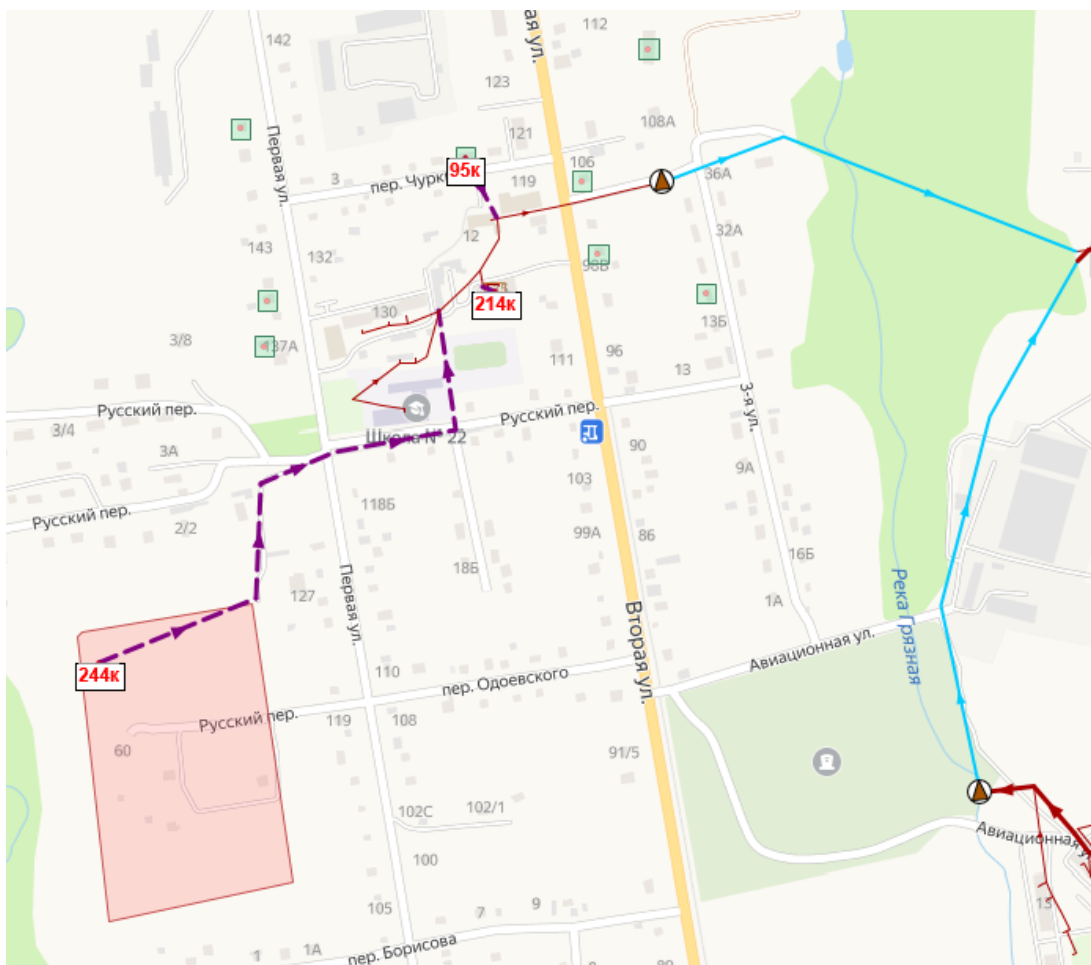 142
112
ая ул.
123
108А
121
Первая ул.
3
95к
пер. Чурк
119
106
36А
12
32А
143
132
98В
214к
130
3/8
137А
13Б
111
96
13
Русский пер.
Русский пер.
3-я ул.
3/4
Школа № 22
3А
90
9А
103
118Б
Русский пер.
2/2
99А
86
16Б
18Б
127
Первая ул.
Вторая ул.
1А
Река Грязная
Авиационная ул.
110
244к
пер. Одоевского
Русский пер.
119
108
60
91/5
102С
102/1
Авиационная у
100
105
7
9
13
1
1А
пер. Борисова